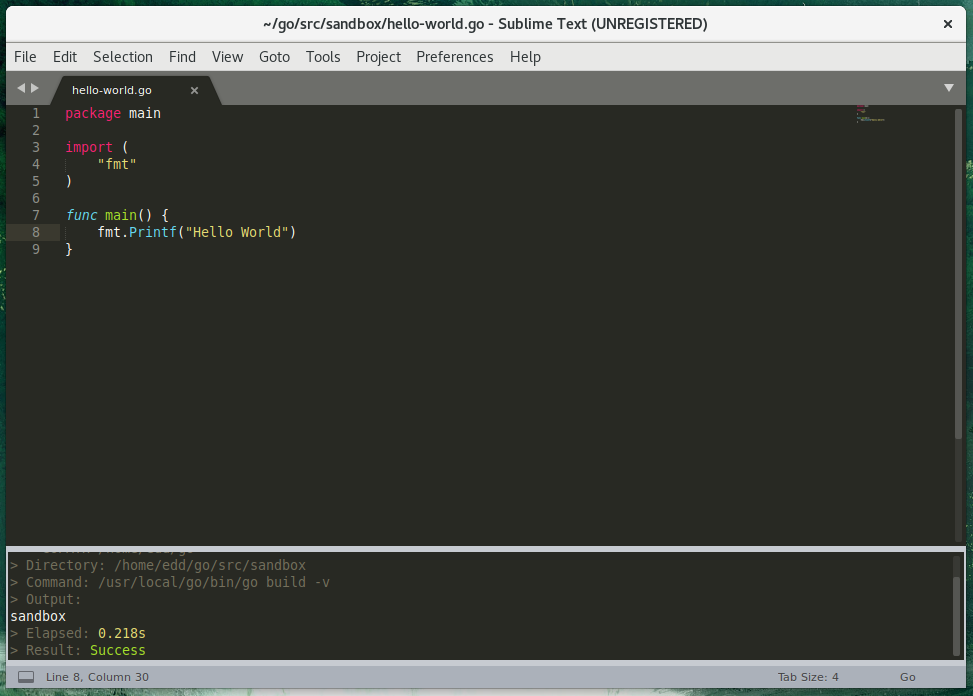 ~/go/src/sandbox/hello-world.go - Sublime Text (UNREGISTERED)
File Edit Selection Find View Goto Tools Project Preferences Help
hello-world.go
1 package main
2
3 import (
4     "fmt"
5 )
6
7 func main() {
8     fmt.Printf("Hello World")
9 }
> Directory: /home/edd/go/src/sandbox
> Command: /usr/local/go/bin/go build -v
> Output:
sandbox
> Elapsed: 0.218s
> Result: Success
Line 8, Column 30 Tab Size: 4 Go